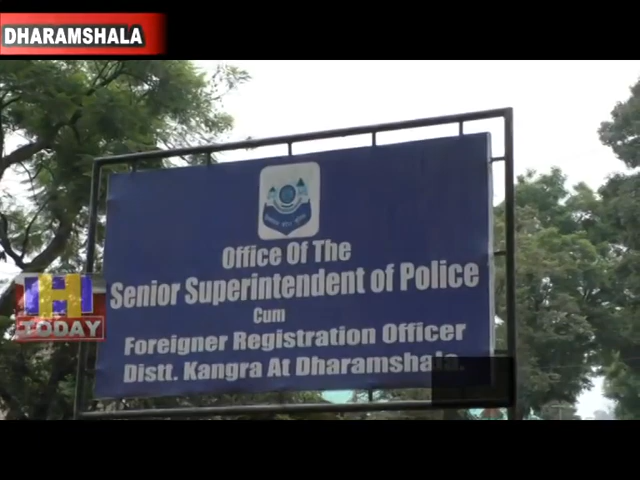 DHARAMSHALA
Office Of The
Senior Superintendent of Police
Cum
Foreigner Registration Officer
Distt. Kangra At Dharamshala.
H
TODAY